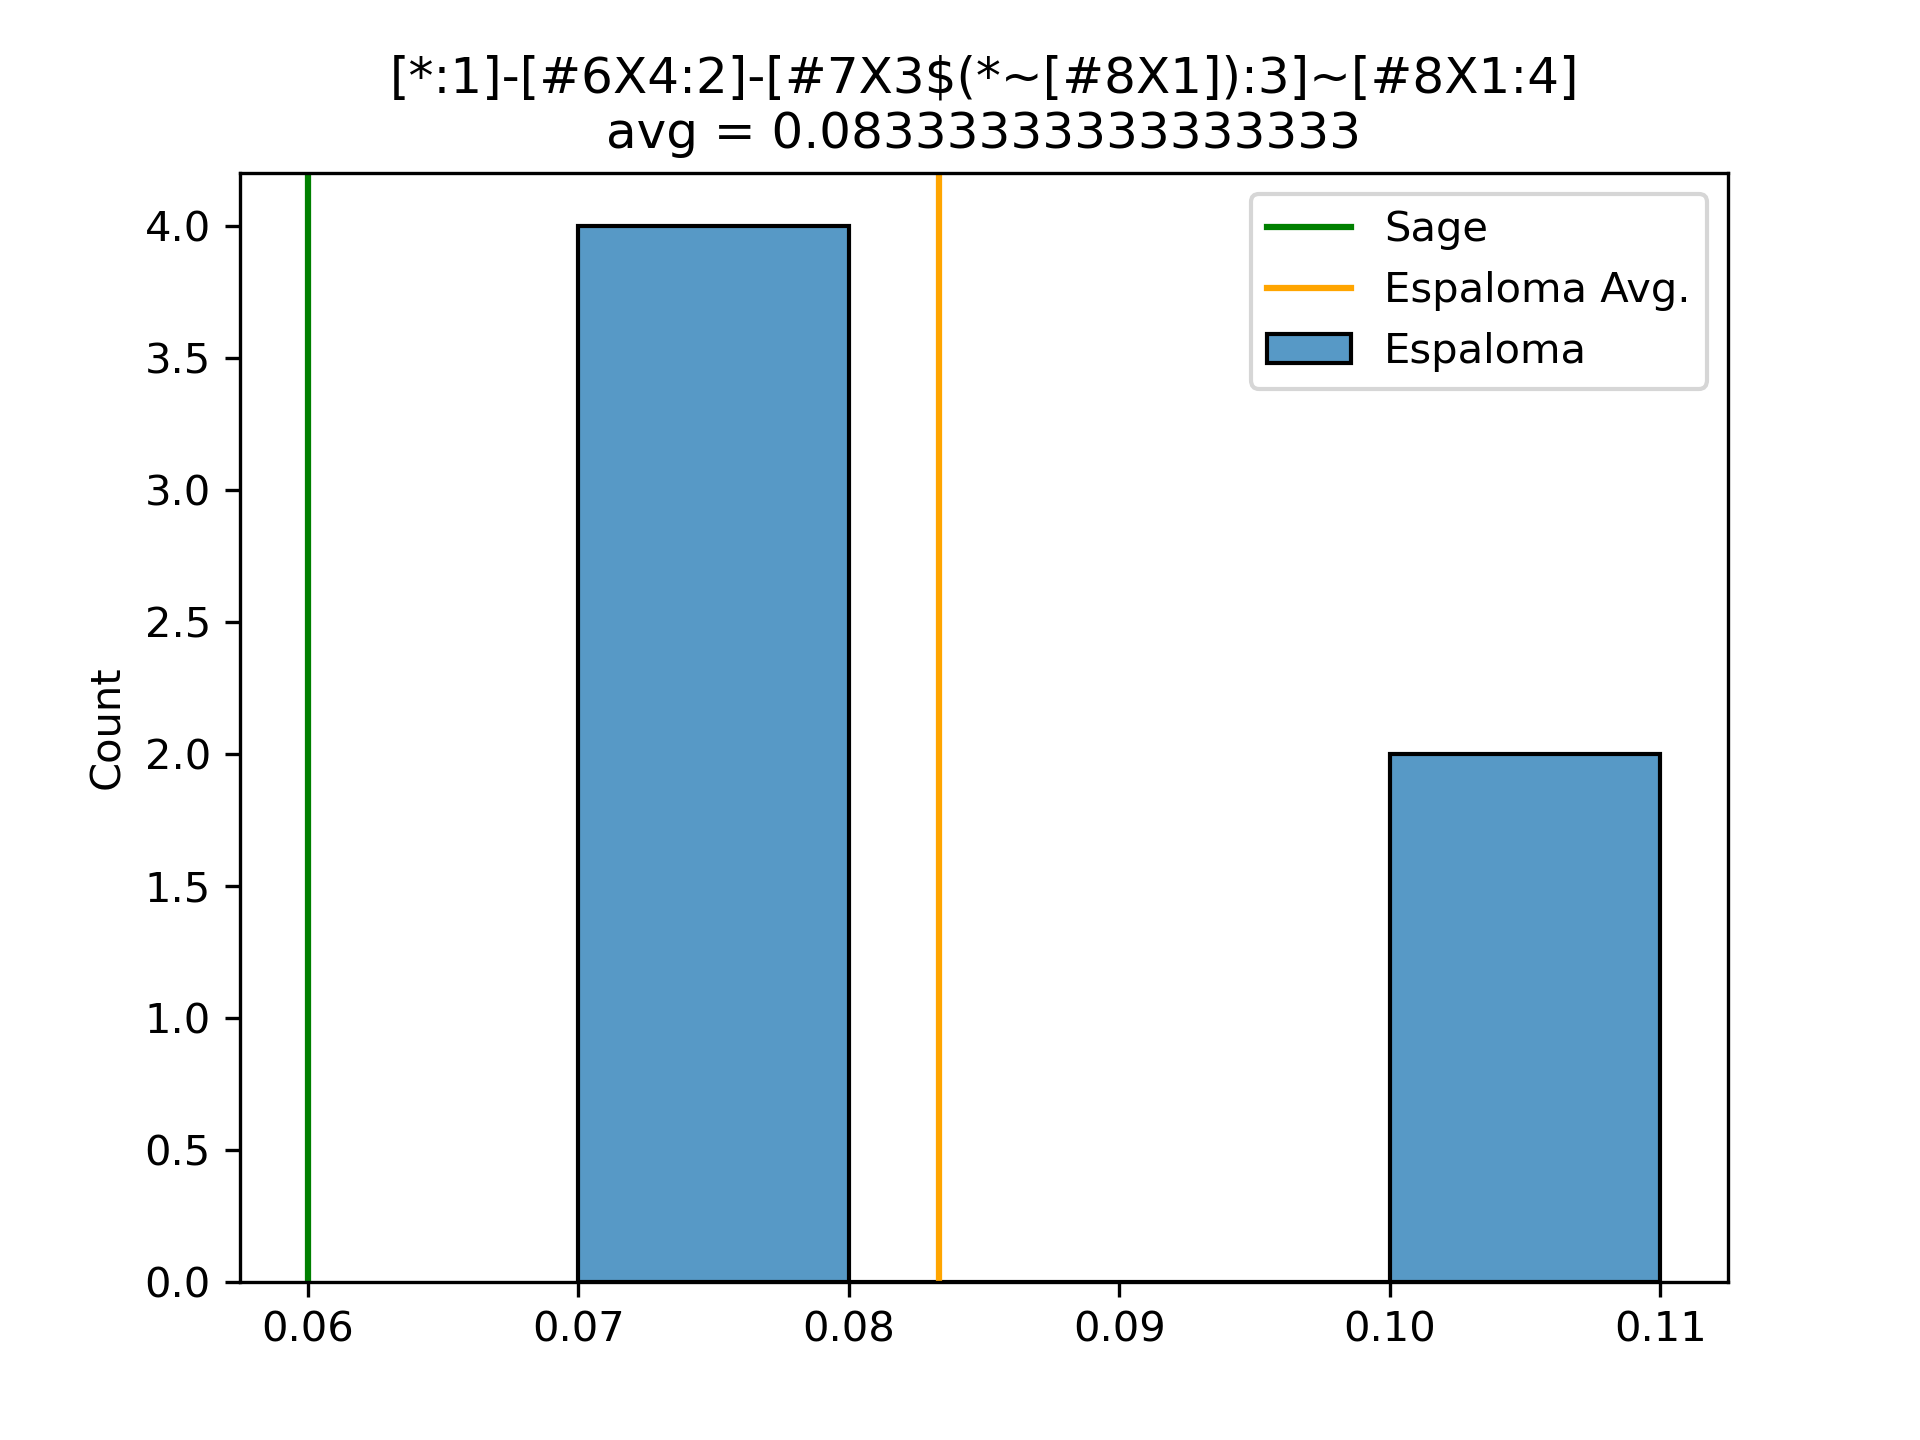 [*:1]-[#6X4:2]-[#7X3$(*~[#8X1]):3]~[#8X1:4]
avg = 0.08333333333333333
Sage
Espaloma Avg.
Espaloma
Count
4.0
3.5
3.0
2.5
2.0
1.5
1.0
0.5
0.0
0.06 0.07 0.08 0.09 0.10 0.11